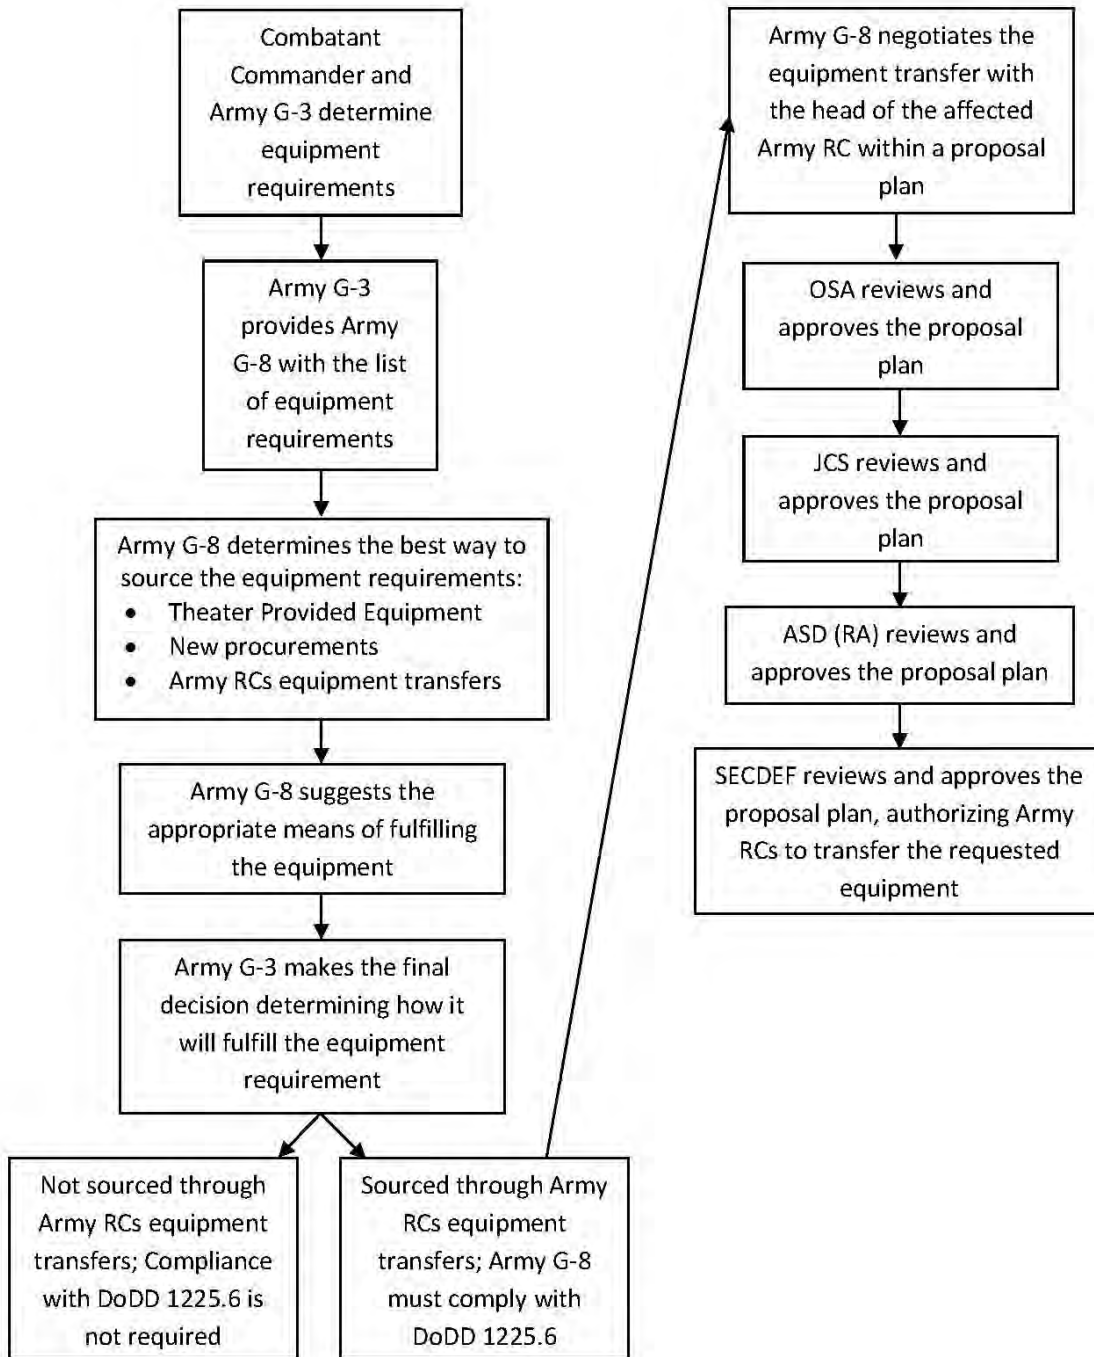 Combatant
Commander and
Army G-3 determine
equipment
requirements
Army G-3
provides Army
G-8 with the list
of equipment
requirements
Army G-8 determines the best way to
source the equipment requirements:
• Theater Provided Equipment
• New procurements
• Army RCs equipment transfers
Army G-8 suggests the
appropriate means of fulfilling
the equipment
Army G-3 makes the final
decision determining how it
will fulfill the equipment
requirement
Not sourced through
Army RCs equipment
transfers; Compliance
with DoDD 1225.6 is
not required
Sourced through Army
RCs equipment
transfers; Army G-8
must comply with
DoDD 1225.6
Army G-8 negotiates the
equipment transfer with
the head of the affected
Army RC within a proposal
plan
OSA reviews and
approves the proposal
plan
JCS reviews and
approves the proposal
plan
ASD (RA) reviews and
approves the proposal plan
SECDEF reviews and approves the
proposal plan, authorizing Army
RCs to transfer the requested
equipment